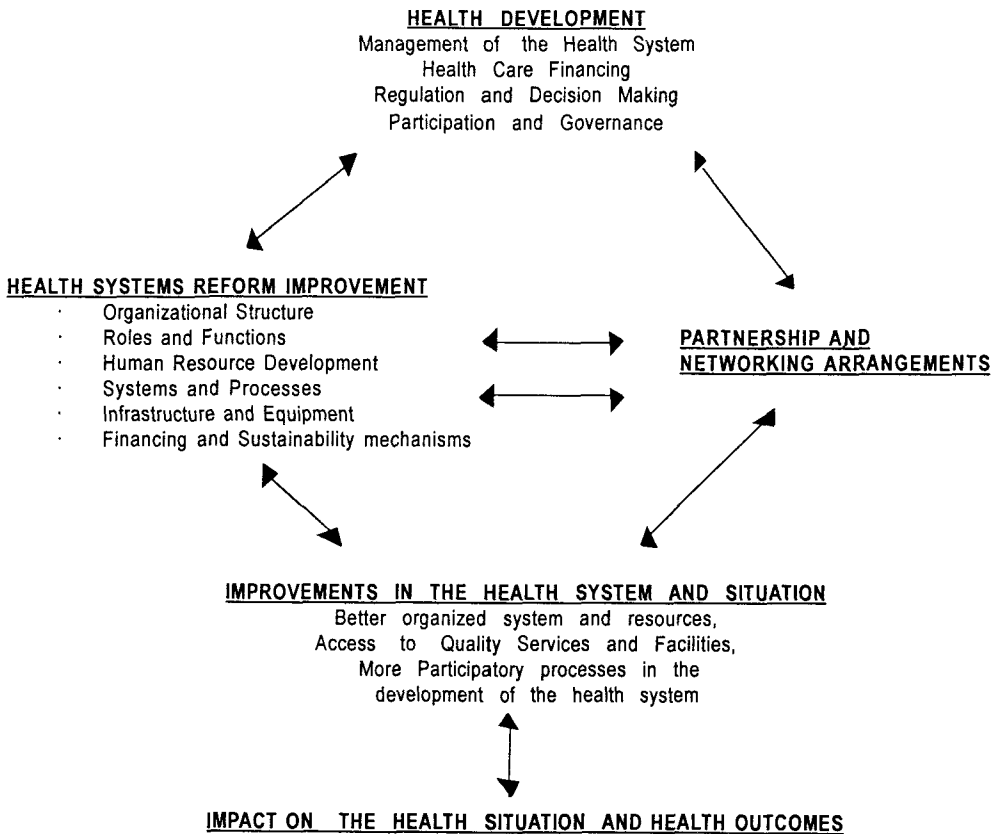 HEALTH DEVELOPMENT
Management of the Health System
Health Care Financing
Regulation and Decision Making
Participation and Governance
HEALTH SYSTEMS REFORM IMPROVEMENT
· Organizational Structure
· Roles and Functions
· Human Resource Development
· Systems and Processes
· Infrastructure and Equipment
· Financing and Sustainability mechanisms
PARTNERSHIP AND
NETWORKING ARRANGEMENTS
IMPROVEMENTS IN THE HEALTH SYSTEM AND SITUATION
Better organized system and resources,
Access to Quality Services and Facilities,
More Participatory processes in the
development of the health system
IMPACT ON THE HEALTH SITUATION AND HEALTH OUTCOMES